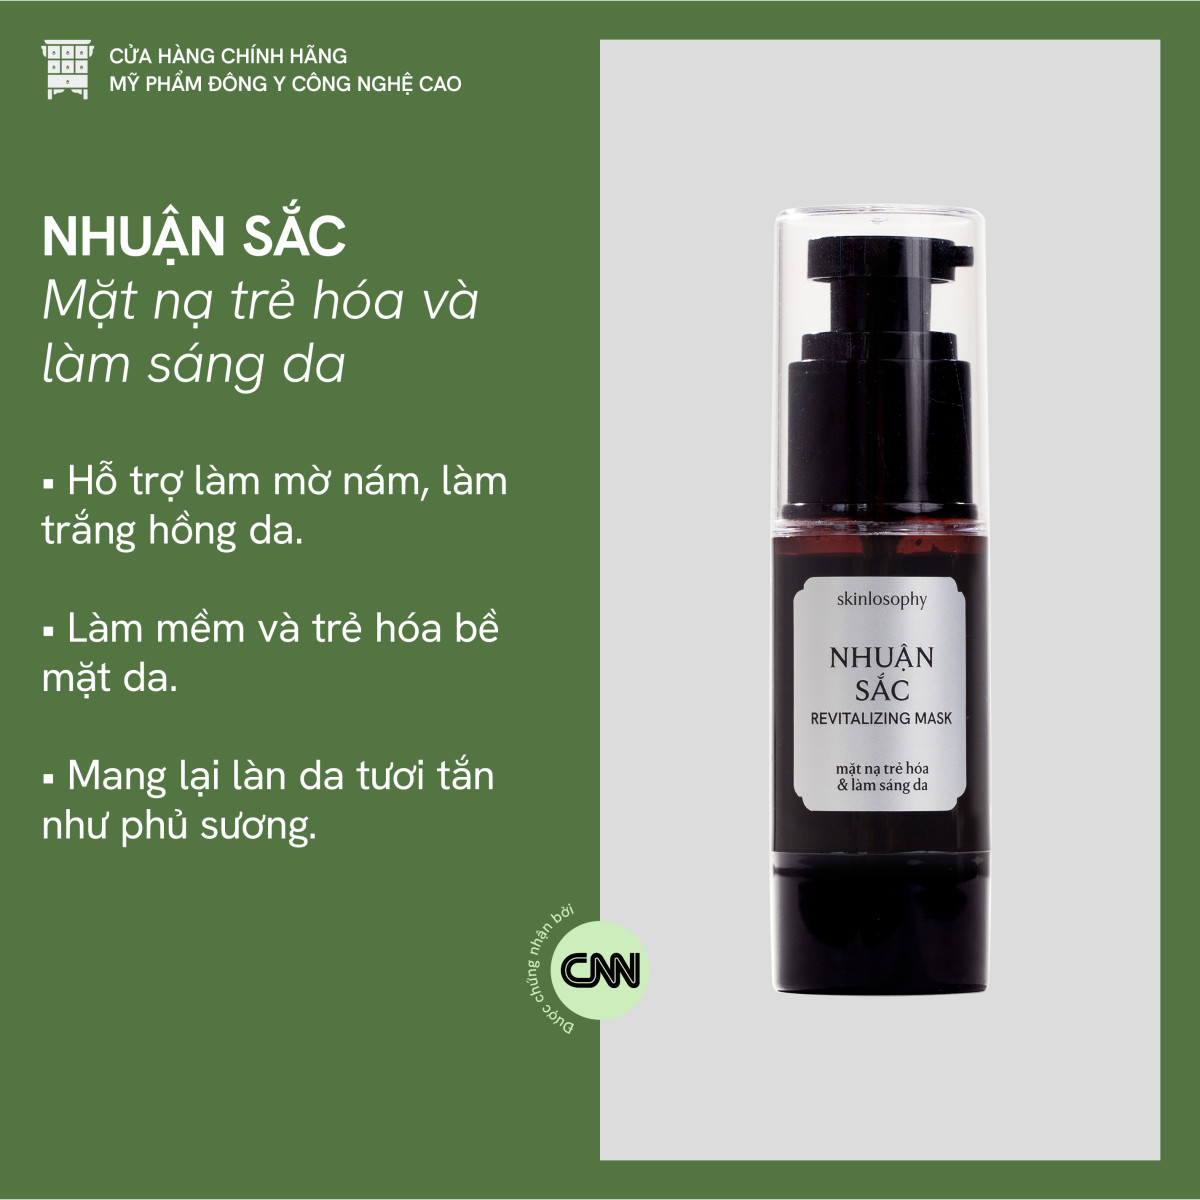 CỬA HÀNG CHÍNH HÃNG
MỸ PHẨM ĐÔNG Y CÔNG NGHỆ CAO
NHUẬN SẮC
Mặt nạ trẻ hóa và
làm sáng da
▪ Hỗ trợ làm mờ nám, làm
trắng hồng da.
▪ Làm mềm và trẻ hóa bề
mặt da.
▪ Mang lại làn da tươi tắn
như phủ sương.
Được chứng nhận bởi
CNN
skinlosophy
NHUẬN
SẮC
REVITALIZING MASK
mặt nạ trẻ hóa
& làm sáng da